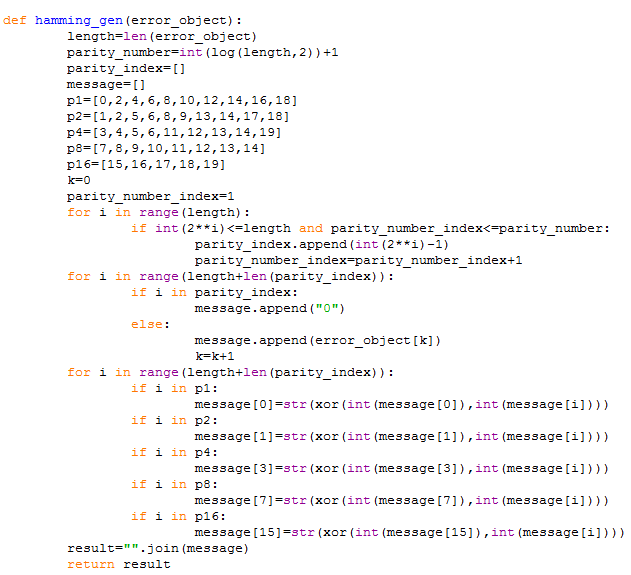 def hamming_gen(error_object):
        length=len(error_object)
        parity_number=int(log(length,2))+1
        parity_index=[]
        message=[]
        p1=[0,2,4,6,8,10,12,14,16,18]
        p2=[1,2,5,6,8,9,13,14,17,18]
        p4=[3,4,5,6,11,12,13,14,19]
        p8=[7,8,9,10,11,12,13,14]
        p16=[15,16,17,18,19]
        k=0
        parity_number_index=1
        for i in range(length):
                if int(2**i)<=length and parity_number_index<=parity_number:
                        parity_index.append(int(2**i)-1)
                        parity_number_index=parity_number_index+1
        for i in range(length+len(parity_index)):
                if i in parity_index:
                        message.append("0")
                else:
                        message.append(error_object[k])
                        k=k+1
        for i in range(length+len(parity_index)):
                if i in p1:
                        message[0]=str(xor(int(message[0]),int(message[i])))
                if i in p2:
                        message[1]=str(xor(int(message[1]),int(message[i])))
                if i in p4:
                        message[3]=str(xor(int(message[3]),int(message[i])))
                if i in p8:
                        message[7]=str(xor(int(message[7]),int(message[i])))
                if i in p16:
                        message[15]=str(xor(int(message[15]),int(message[i])))
        result="".join(message)
        return result